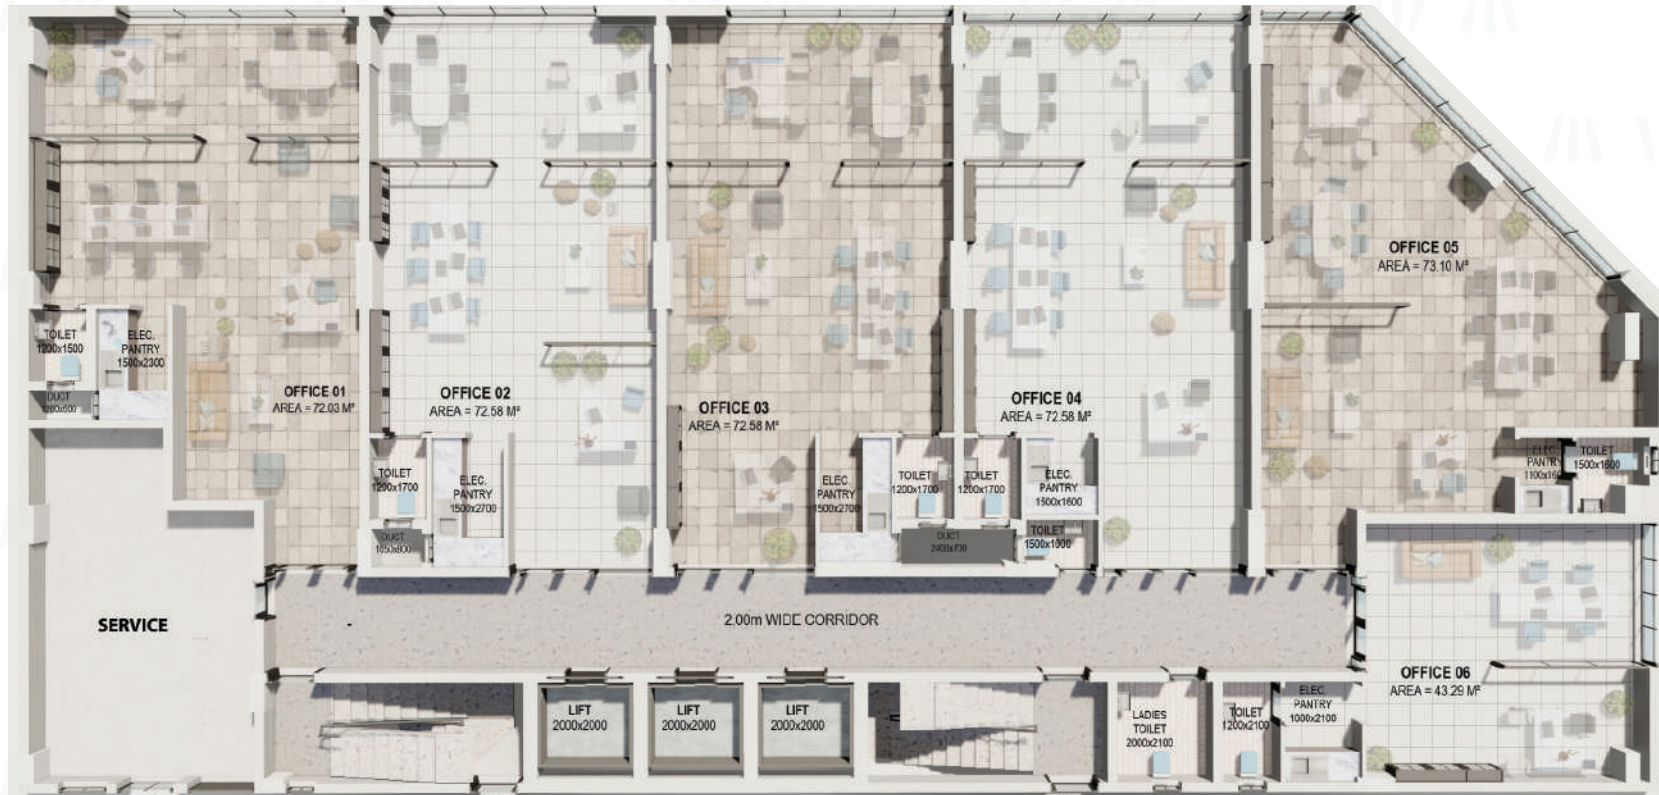 OFFICE 01
AREA = 72.03 M²
TOILET
1200x1500
ELEC.
PANTRY
1500x2300
DUCT
1200x600
OFFICE 02
AREA = 72.58 M²
TOILET
1200x1700
ELEC.
PANTRY
1500x2700
DUCT
1050x800
OFFICE 03
AREA = 72.58 M²
ELEC.
PANTRY
1500x2700
TOILET
1200x1700
DUCT
2400x700
OFFICE 04
AREA = 72.58 M²
TOILET
1200x1700
ELEC.
PANTRY
1500x1600
TOILET
1500x1000
OFFICE 05
AREA = 73.10 M²
ELEC.
PANTRY
TOILET
1500x1600
SERVICE
2.00m WIDE CORRIDOR
OFFICE 06
AREA = 43.29 M²
LIFT
2000x2000
LIFT
2000x2000
LIFT
2000x2000
LADIES
TOILET
2000x2100
TOILET
1200x2100
ELEC.
PANTRY
1000x2100